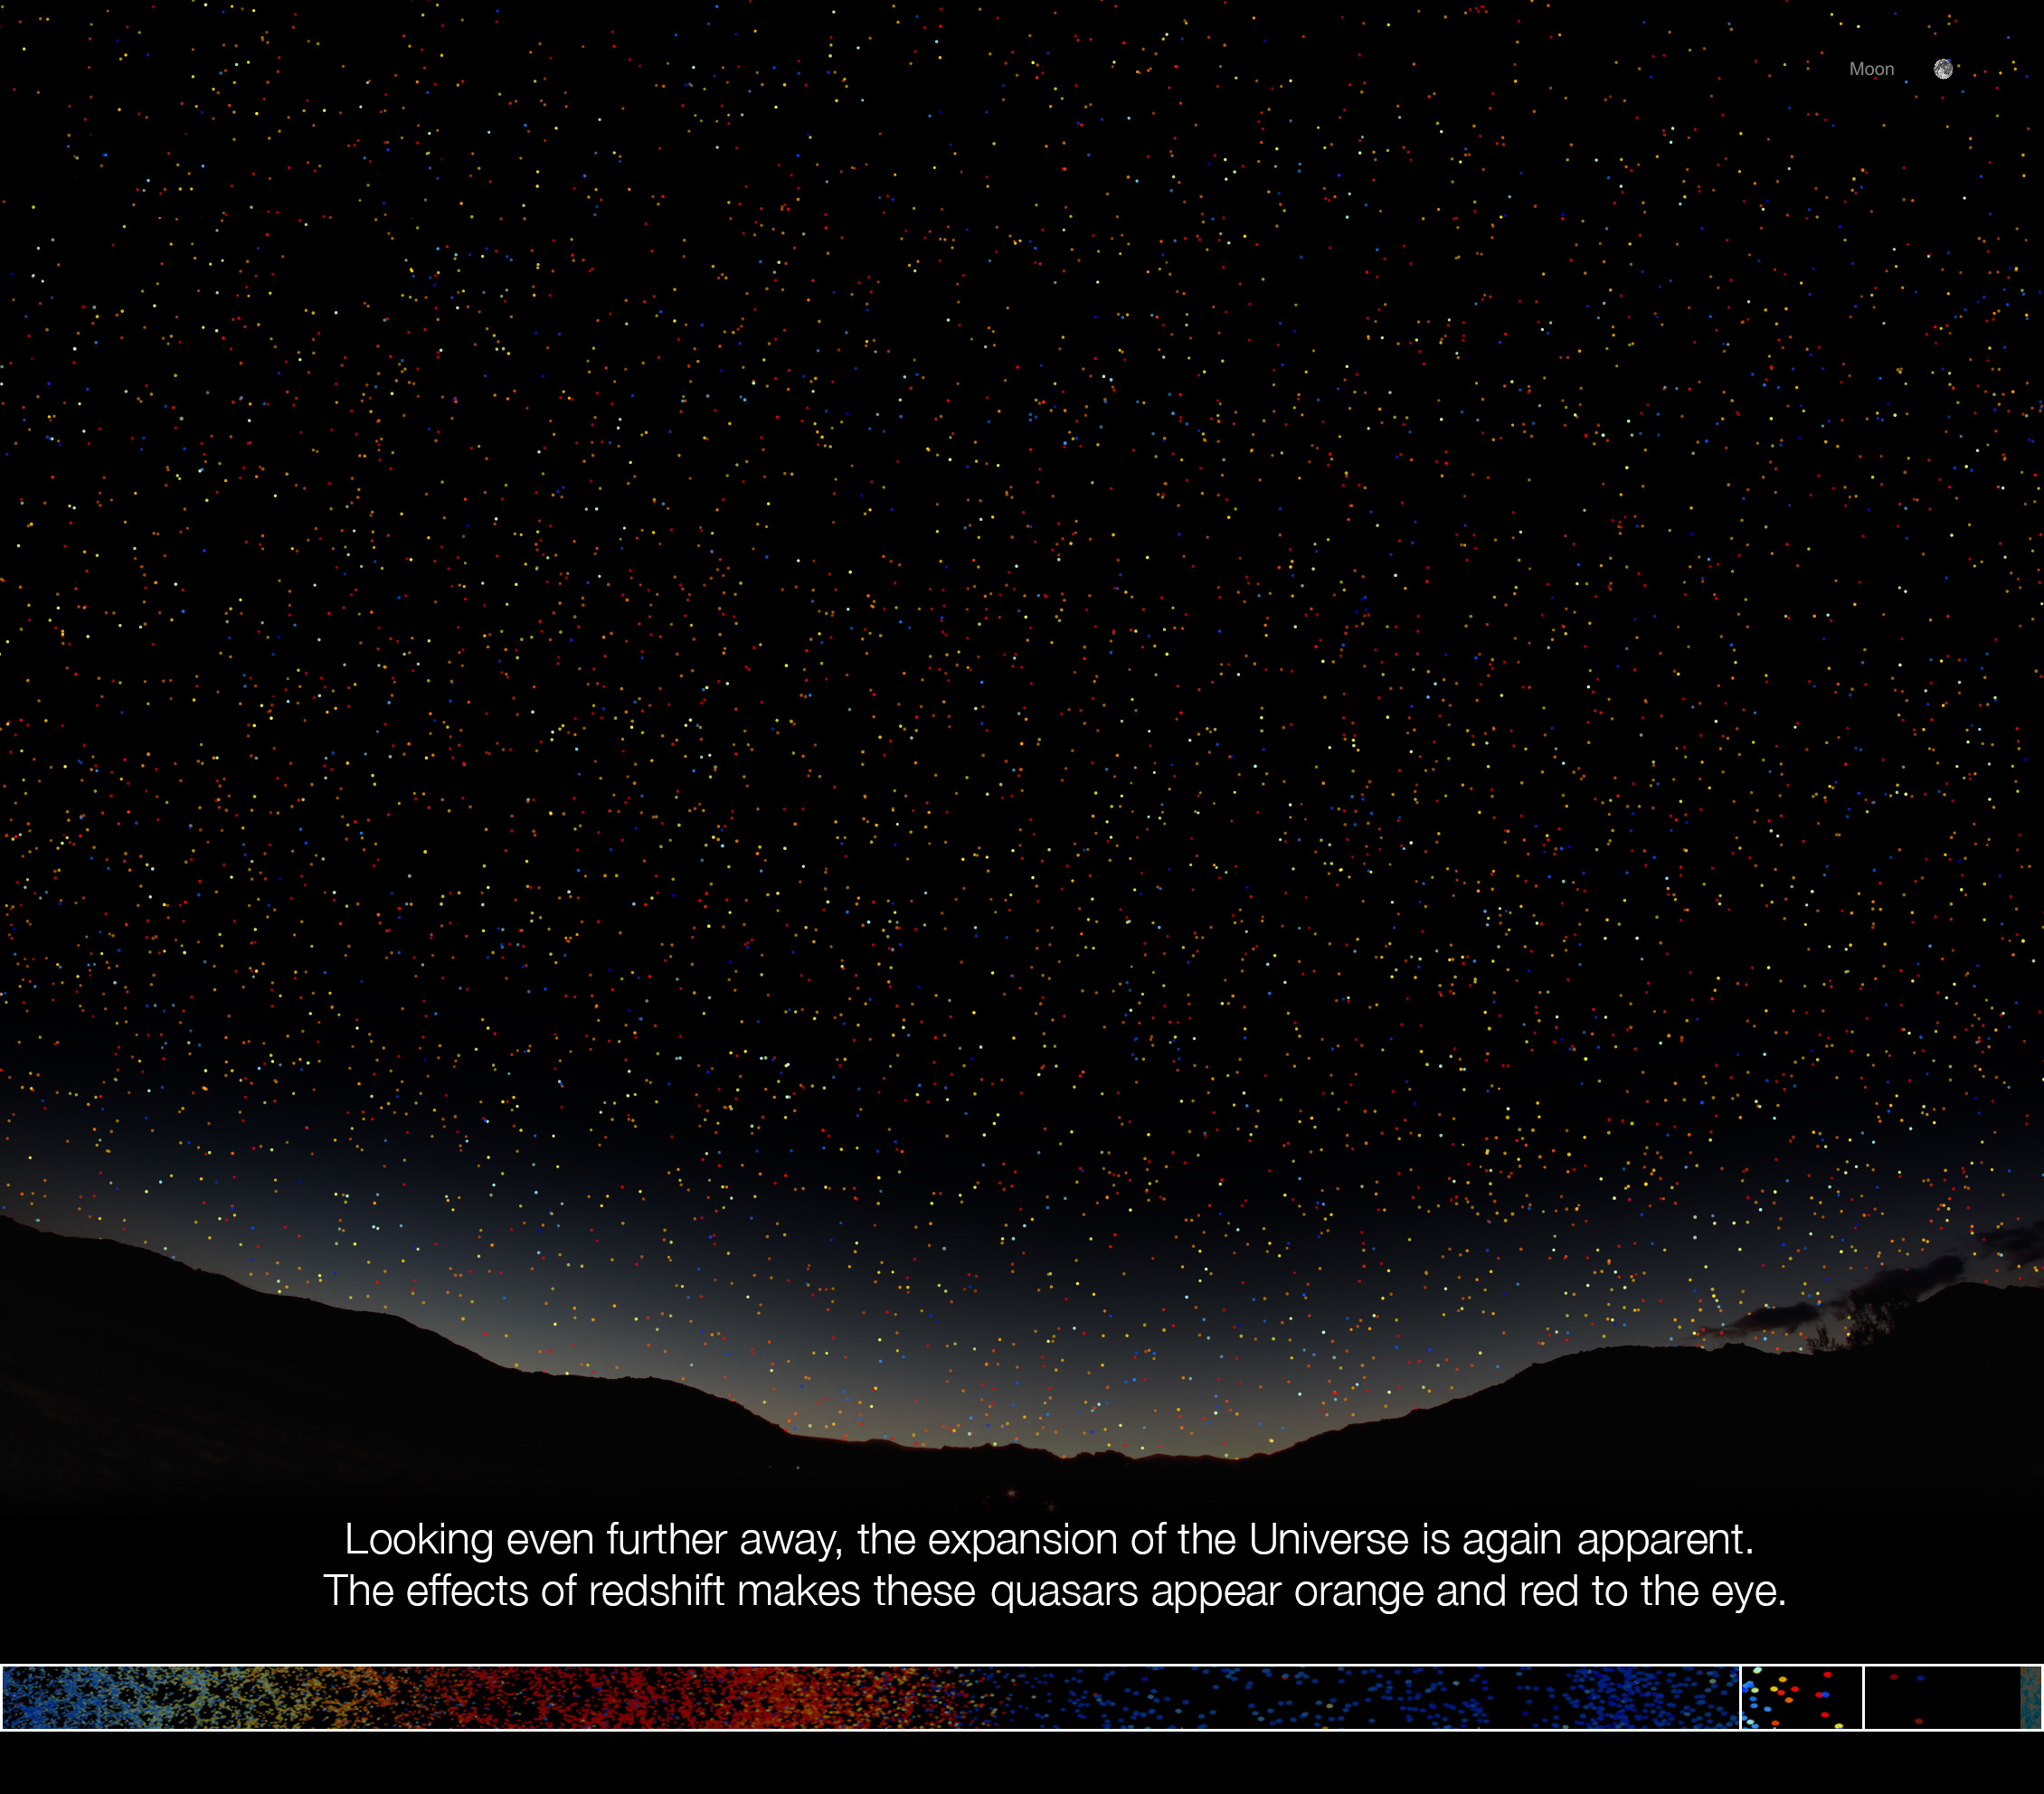 Moon
Looking even further away, the expansion of the Universe is again apparent.
The effects of redshift makes these quasars appear orange and red to the eye.